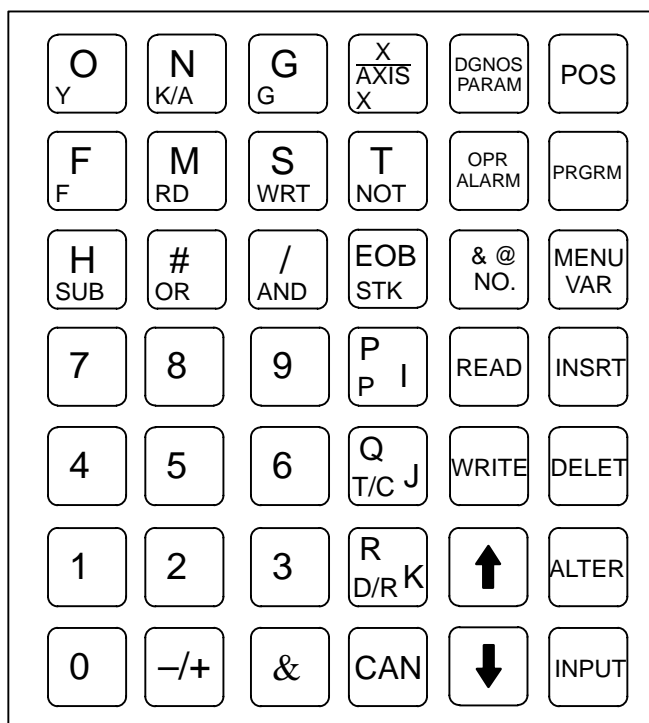 O N G X DGNOS POS
Y K/A G AXIS PARAM
X
F M S T OPR PRGRM
F RD WRT NOT ALARM
H # / EOB & @ MENU
SUB OR AND STK NO. VAR
7 8 9 P READ INSRT
P I
4 5 6 Q WRITE DELET
T/C J
1 2 3 R ALTER
D/R K
0 –/+ & CAN INPUT